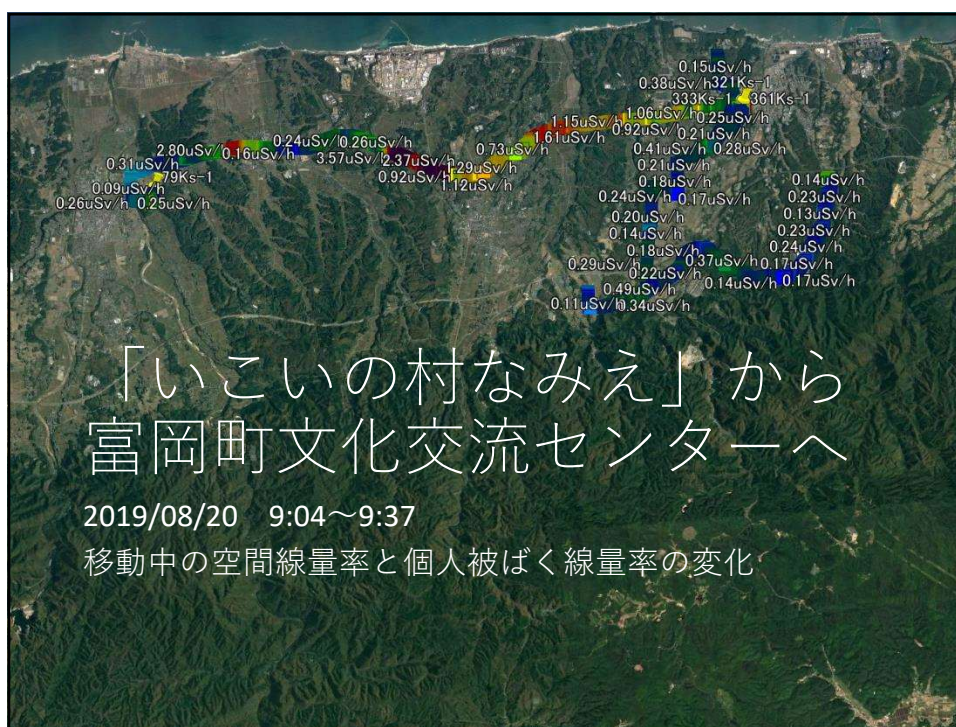 0.15uSv/h
0.38uSv/h 321Ks-1
333Ks-1 361Ks-1
1.15uSv/h 1.06uSv/h 0.25uSv/h
1.61uSv/h 0.92uSv/h 0.21uSv/h
0.24uSv/h 0.26uSv/h 0.73uSv/h 0.41uSv/h 0.28uSv/h
2.80uSv/h 0.16uSv/h 3.57uSv/h 2.37uSv/h 1.29uSv/h 0.21uSv/h
0.31uSv/h 79Ks-1 0.92uSv/h 1.12uSv/h 0.18uSv/h 0.14uSv/h
0.09uSv/h 0.24uSv/h 0.17uSv/h 0.23uSv/h
0.26uSv/h 0.25uSv/h 0.20uSv/h 0.13uSv/h
0.14uSv/h 0.23uSv/h
0.18uSv/h 0.24uSv/h
0.29uSv/h 0.37uSv/h 0.17uSv/h
0.22uSv/h 0.14uSv/h 0.17uSv/h
0.49uSv/h
0.11uSv/h 0.34uSv/h
「いこいの村なみえ」から
富岡町文化交流センターへ
2019/08/20 9:04～9:37
移動中の空間線量率と個人被ばく線量率の変化